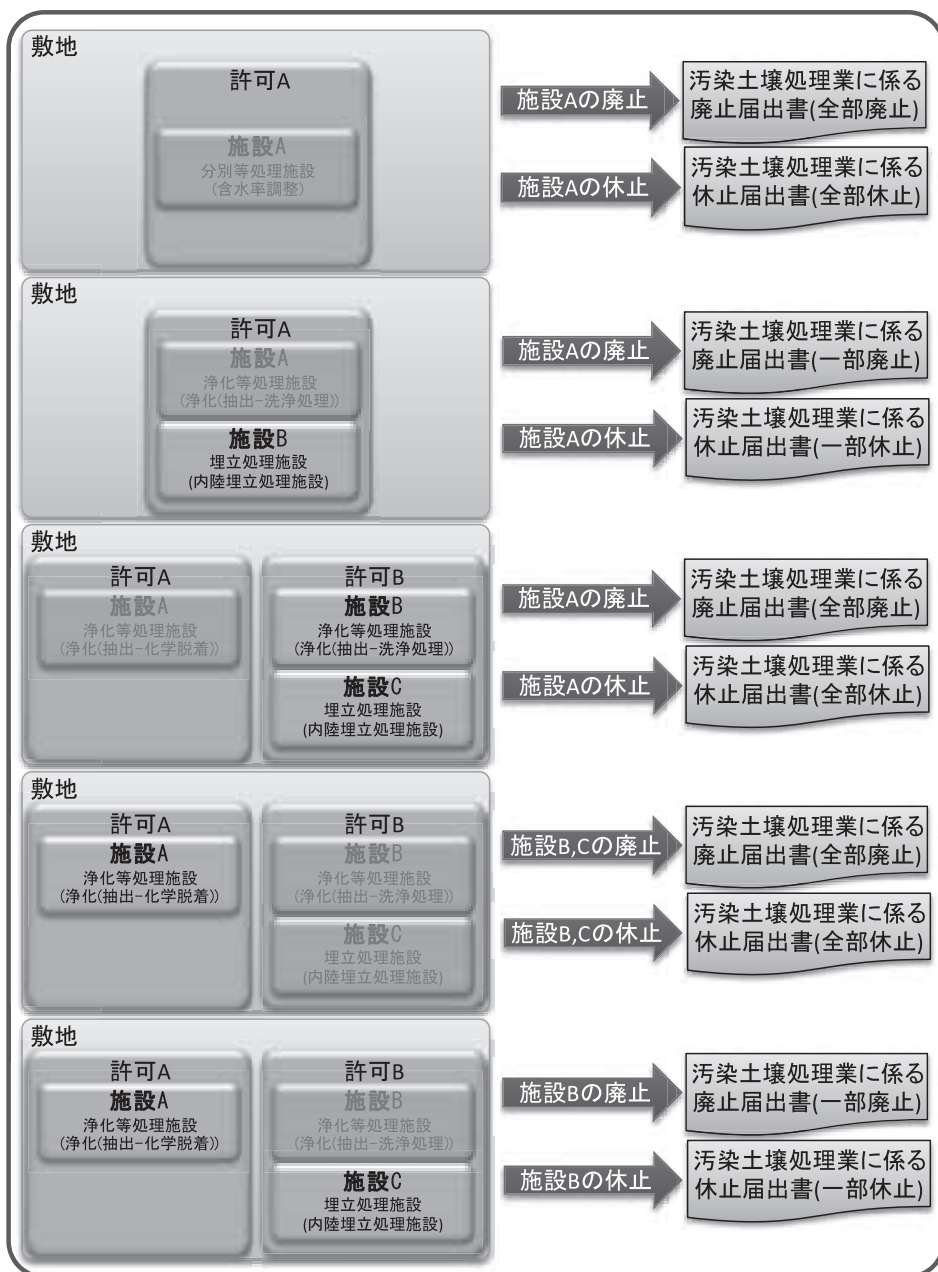 敷地
許可A
施設A
分別等処理施設
(含水率調整)
施設Aの廃止
汚染土壌処理業に係る
廃止届出書(全部廃止)
施設Aの休止
汚染土壌処理業に係る
休止届出書(全部休止)
敷地
許可A
施設A
浄化等処理施設
(浄化(抽出-洗浄処理))
施設B
埋立処理施設
(内陸埋立処理施設)
施設Aの廃止
汚染土壌処理業に係る
廃止届出書(一部廃止)
施設Aの休止
汚染土壌処理業に係る
休止届出書(一部休止)
敷地
許可A
施設A
浄化等処理施設
(浄化(抽出-化学脱着))
許可B
施設B
浄化等処理施設
(浄化(抽出-洗浄処理))
施設C
埋立処理施設
(内陸埋立処理施設)
施設Aの廃止
汚染土壌処理業に係る
廃止届出書(全部廃止)
施設Aの休止
汚染土壌処理業に係る
休止届出書(全部休止)
敷地
許可A
施設A
浄化等処理施設
(浄化(抽出-化学脱着))
許可B
施設B
浄化等処理施設
(浄化(抽出-洗浄処理))
施設C
埋立処理施設
(内陸埋立処理施設)
施設B,Cの廃止
汚染土壌処理業に係る
廃止届出書(全部廃止)
施設B,Cの休止
汚染土壌処理業に係る
休止届出書(全部休止)
敷地
許可A
施設A
浄化等処理施設
(浄化(抽出-化学脱着))
許可B
施設B
浄化等処理施設
(浄化(抽出-洗浄処理))
施設C
埋立処理施設
(内陸埋立処理施設)
施設Bの廃止
汚染土壌処理業に係る
廃止届出書(一部廃止)
施設Bの休止
汚染土壌処理業に係る
休止届出書(一部休止)